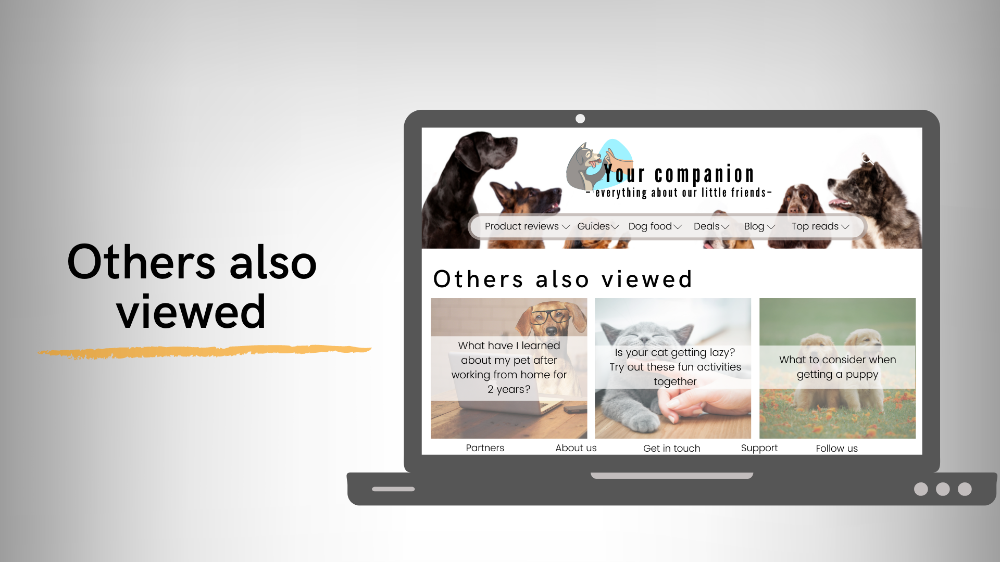 Others also
viewed
Your companion
- everything about our little friends-
Product reviews Guides Dog food Deals Blog Top reads
Others also viewed
What have I learned
about my pet after
working from home for
2 years?
Is your cat getting lazy?
Try out these fun activities
together
What to consider when
getting a puppy
Partners About us Get in touch Support Follow us